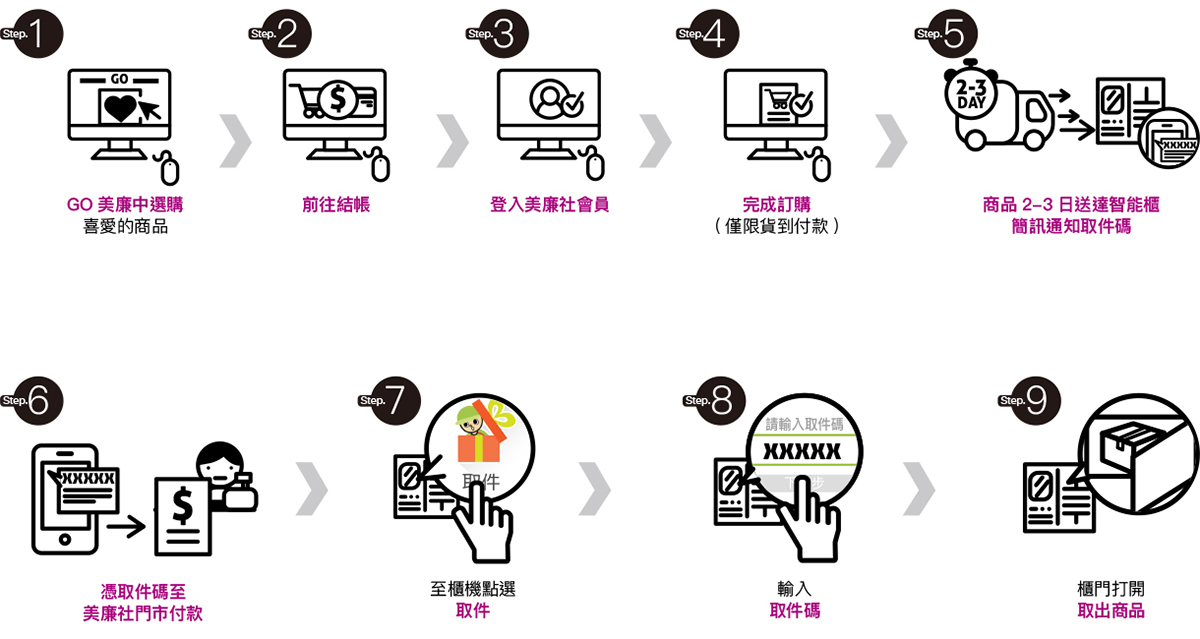 Step.1
GO
GO 美廉中選購
喜愛的商品
Step.2
$
前往結帳
Step.3
登入美廉社會員
Step.4
完成訂購
（僅限貨到付款）
Step.5
2-3
DAY
XXXXX
商品 2–3 日送達智能櫃
簡訊通知取件碼
Step.6
XXXXX
$
憑取件碼至
美廉社門市付款
Step.7
取件
至櫃機點選
取件
Step.8
請輸入取件碼
XXXXX
下 步
輸入
取件碼
Step.9
櫃門打開
取出商品